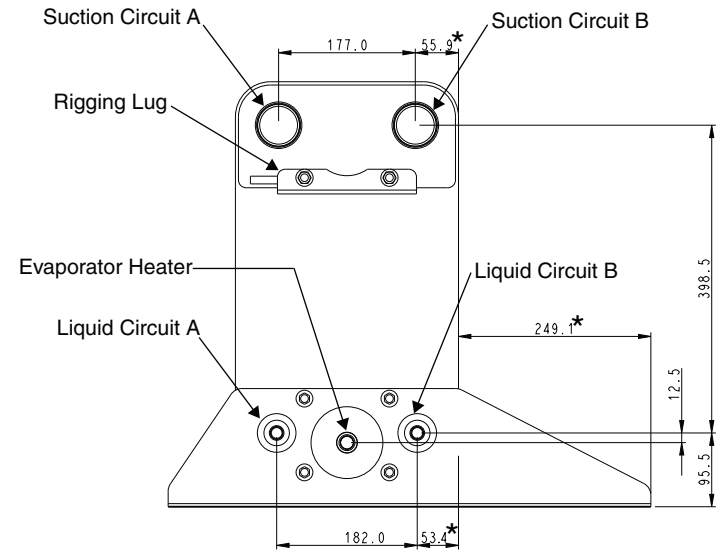 Suction Circuit A
Suction Circuit B
177.0
55.9*
Rigging Lug
398.5
Evaporator Heater
Liquid Circuit B
Liquid Circuit A
249.1*
12.5
95.5
182.0
53.4*